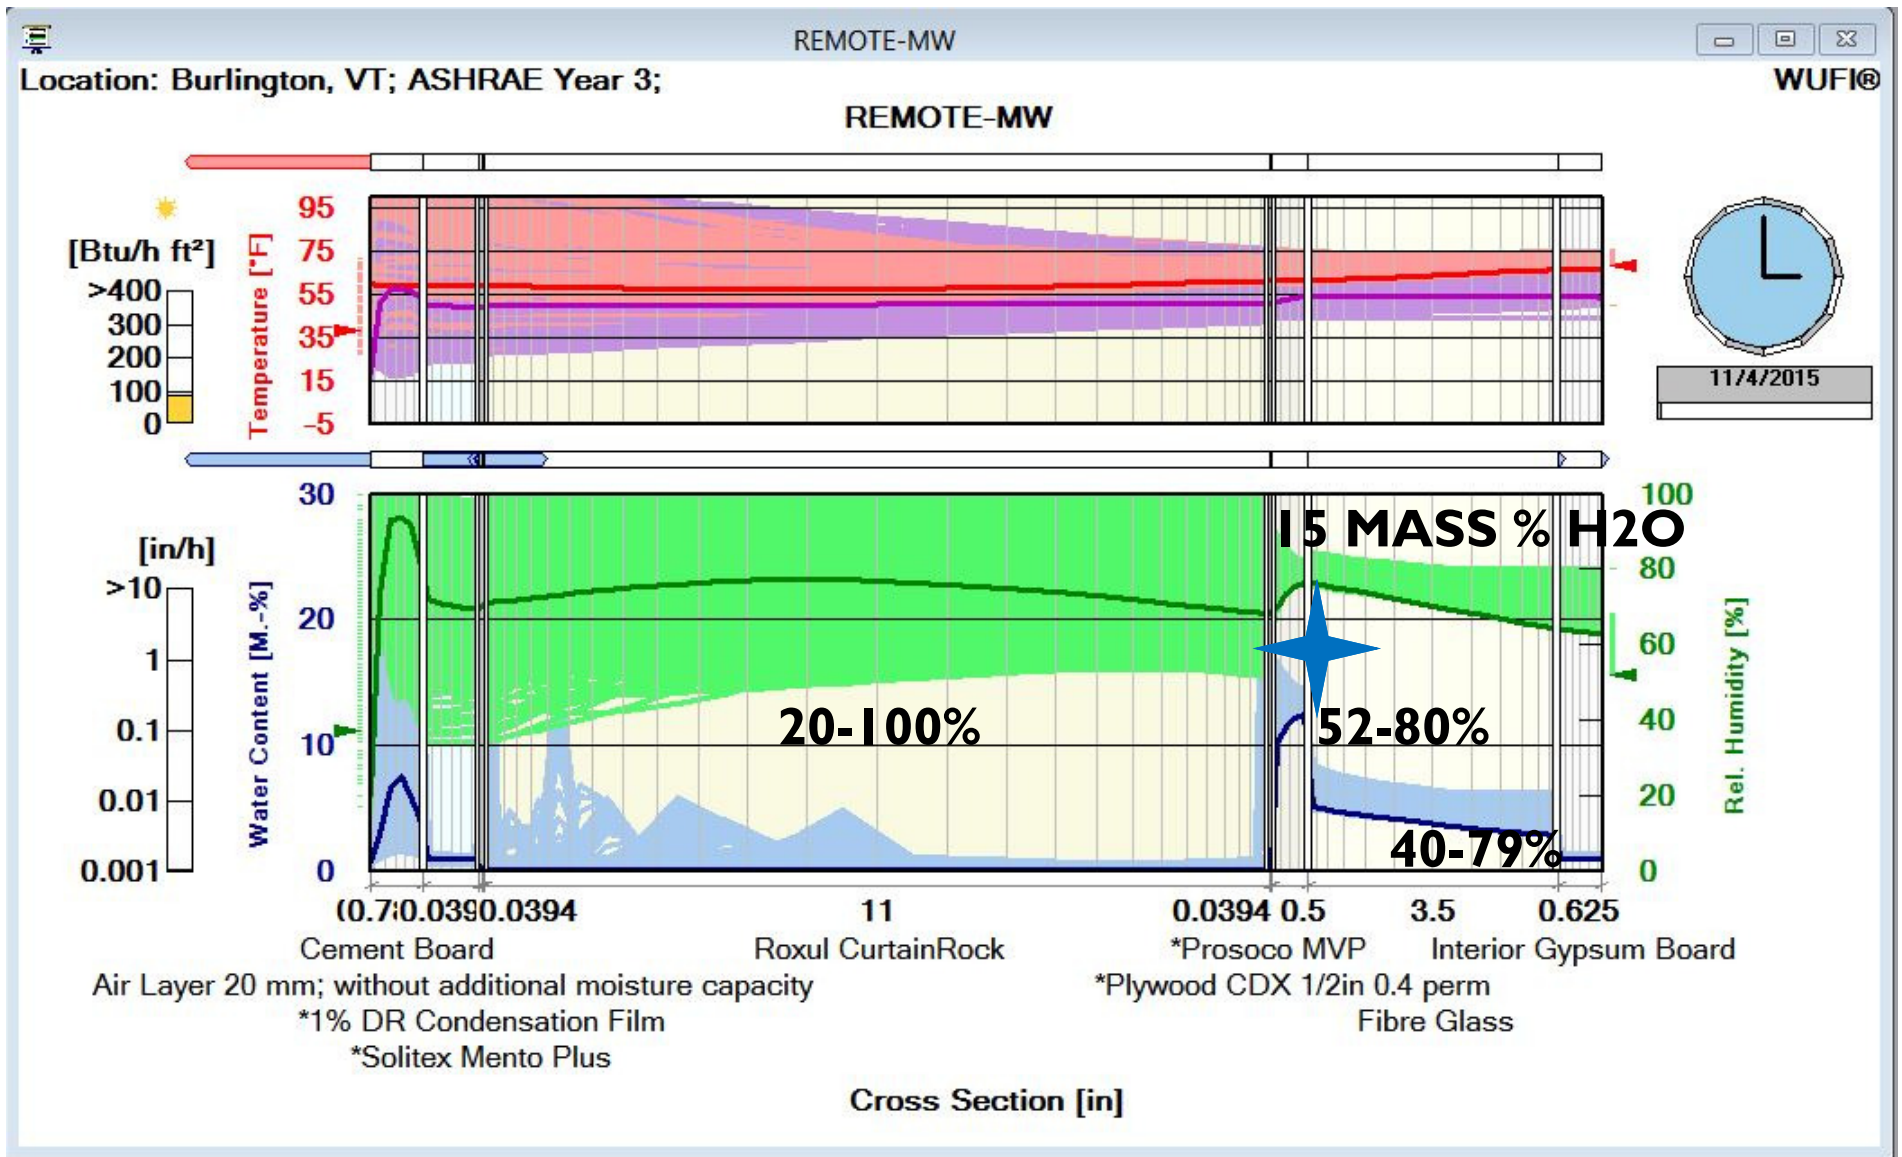 REMOTE-MW
Location: Burlington, VT; ASHRAE Year 3;
WUFI®
REMOTE-MW
[Btu/h ft²]
>400
300
200
100
0
Temperature [°F]
95
75
55
35
15
-5
11/4/2015
[in/h]
>10
1
0.1
0.01
0.001
Water Content [M.-%]
30
20
10
0
15 MASS % H2O
20-100%
52-80%
40-79%
100
80
60
40
20
0
Rel. Humidity [%]
0.0394 11 0.0394 0.5 3.5 0.625
Cement Board Roxul CurtainRock *Prosoco MVP Interior Gypsum Board
Air Layer 20 mm; without additional moisture capacity *Plywood CDX 1/2in 0.4 perm
*1% DR Condensation Film Fibre Glass
*Solitex Mento Plus
Cross Section [in]